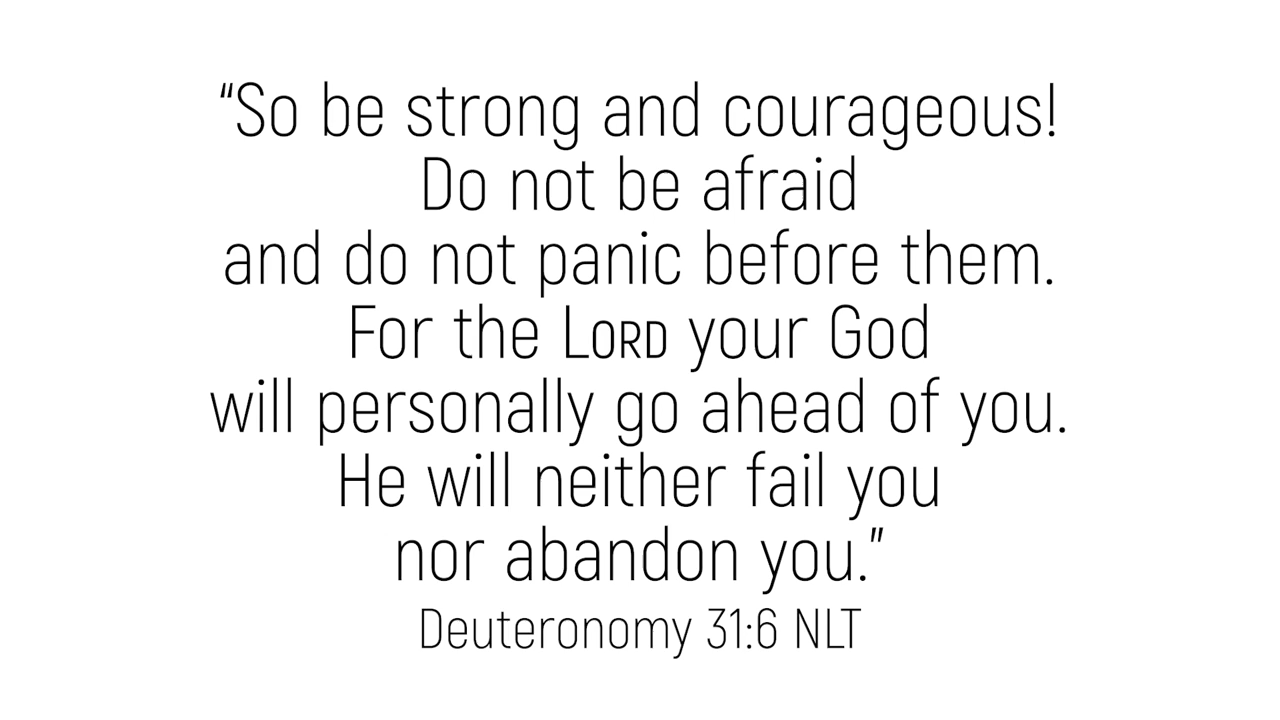 “So be strong and courageous!
Do not be afraid
and do not panic before them.
For the LORD your God
will personally go ahead of you.
He will neither fail you
nor abandon you.”
Deuteronomy 31:6 NLT